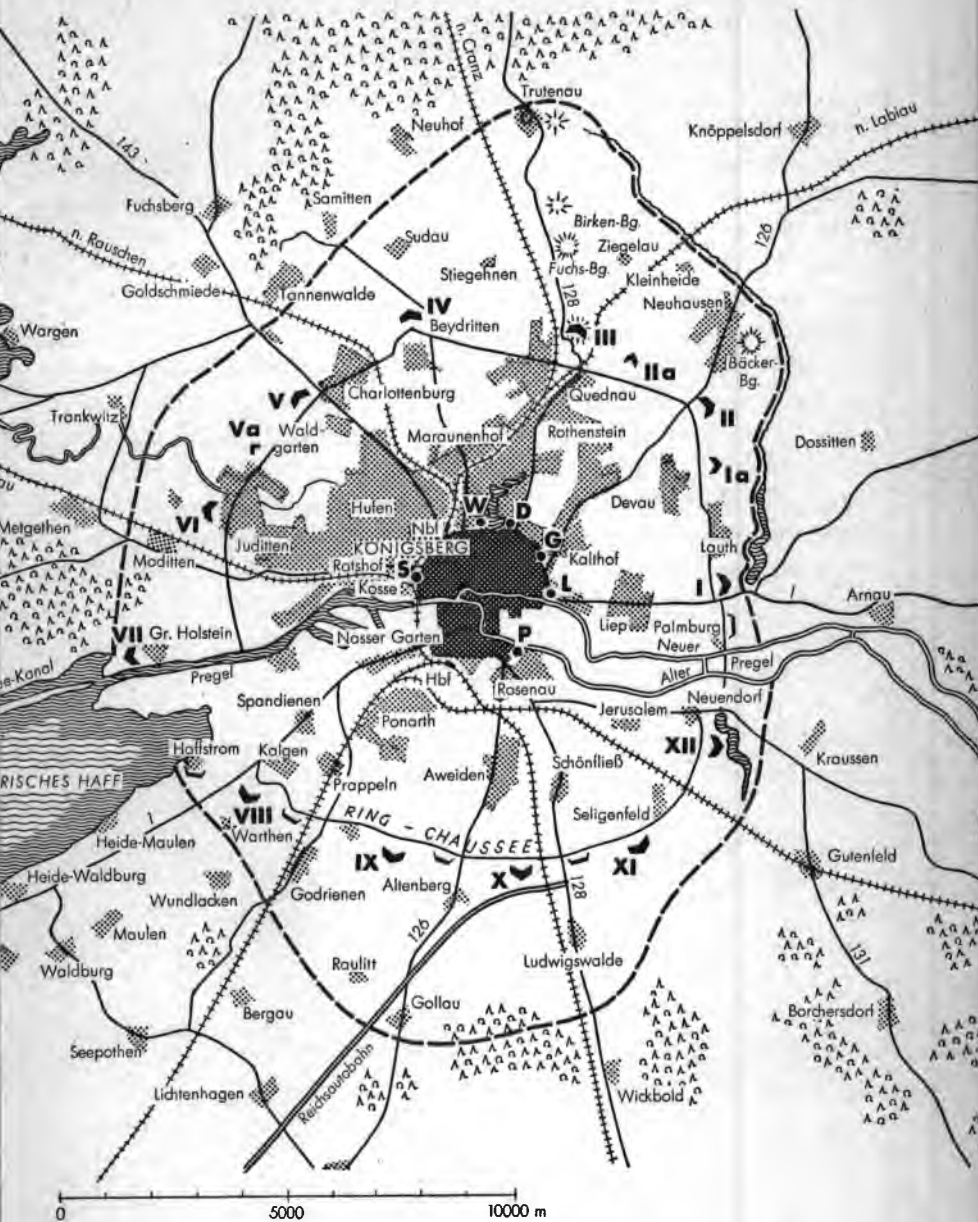 n. Cranz
Trutenau
Neuhof
Knöppelsdorf
n. Labiau
143
Fuchsberg
Samitten
Birken-Bg.
126
n. Rauschen
Sudau
Ziegelau
Stiegehnen
Fuchs-Bg.
Kleinheide
Goldschmiede
Tannenwalde
128
Neuhausen
Wargen
IV
Beydritten
III
Bäcker-
Bg.
IIa
V
Charlottenburg
Quednau
II
Trankwitz
Va
Wald-
garten
Maraunenhof
Rothenstein
Dossitten
Ia
Hufen
W
D
Devau
VI
Metgethen
Nbf
Juditten
KÖNIGSBERG
G
Kalthof
Lauth
Moditten
Ratshof
S
Kosse
L
I
I
Arnau
VII
Gr. Holstein
Liep
Palmburg
Nasser Garten
P
Neuer
Pregel
Alter
Pregel
Hbf
Rosenau
Neuendorf
Spandienen
Ponarth
Jerusalem
Haffstrom
Kalgen
XII
Kraussen
RISCHES HAFF
Prappeln
Aweiden
Schönfließ
VIII
RING - CHAUSSEE
Seligenfeld
I
Warthen
Heide-Maulen
IX
XI
Gutenfeld
Heide-Waldburg
Altenberg
X
128
Godrienen
Wundlacken
Maulen
126
131
Waldburg
Raulitt
Ludwigswalde
Bergau
Gollau
Borchersdorf
Seepothen
Reichsautobahn
Lichtenhagen
Wickbold
0
5000
10000 m